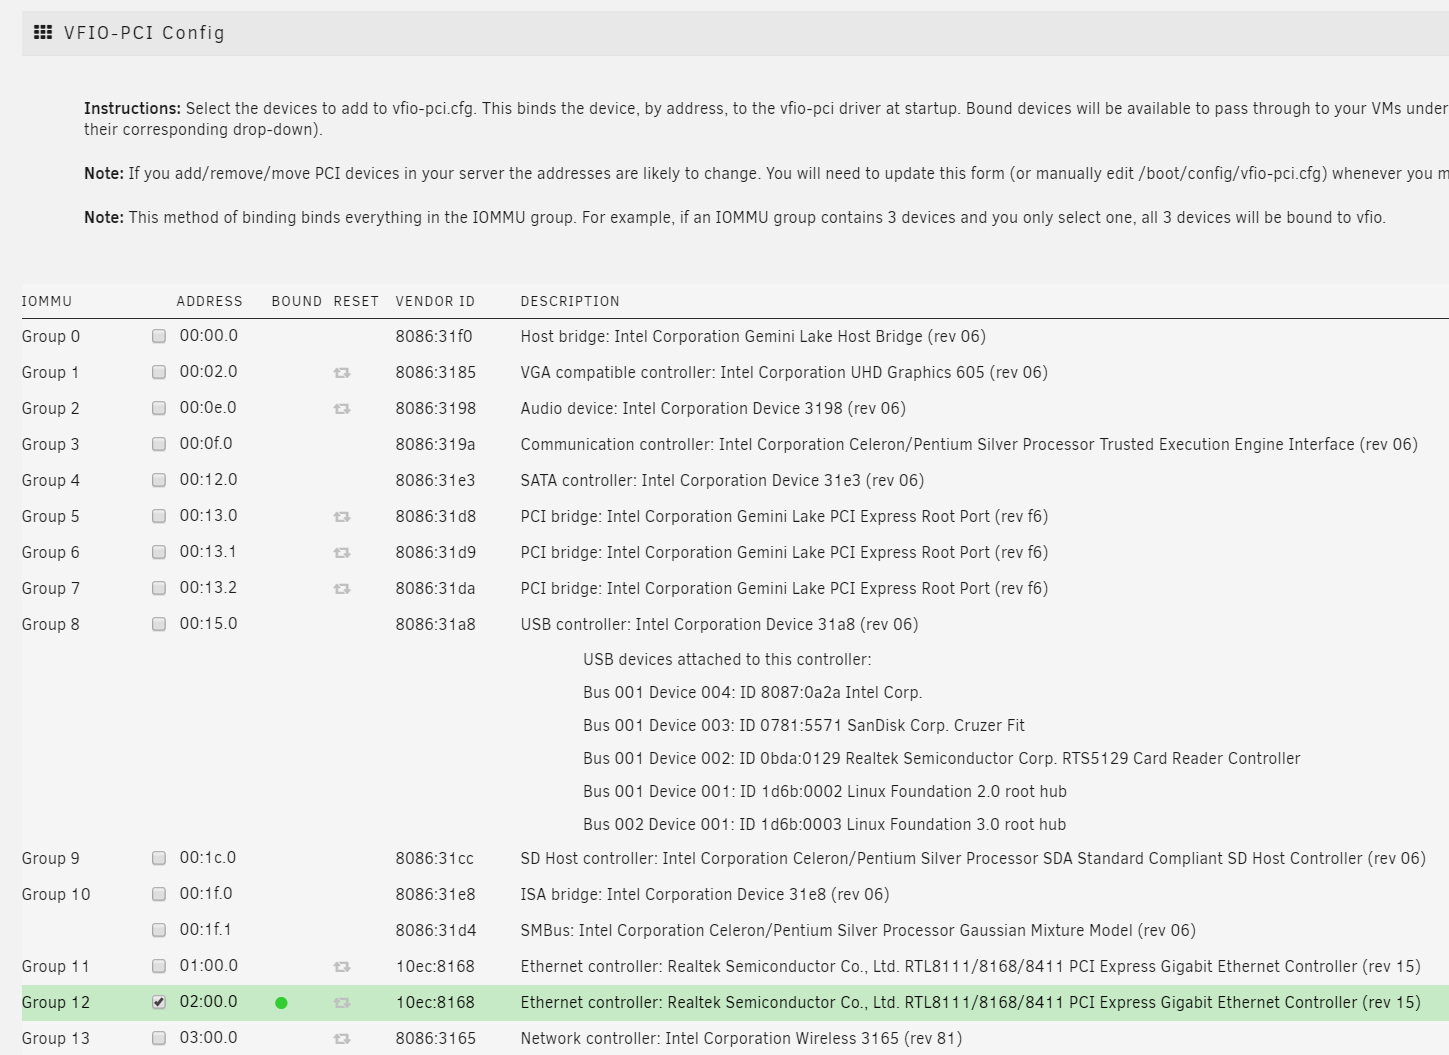 VFIO-PCI Config
Instructions: Select the devices to add to vfio-pci.cfg. This binds the device, by address, to the vfio-pci driver at startup. Bound devices will be available to pass through to your VMs under
their corresponding drop-down).
Note: If you add/remove/move PCI devices in your server the addresses are likely to change. You will need to update this form (or manually edit /boot/config/vfio-pci.cfg) whenever you m
Note: This method of binding binds everything in the IOMMU group. For example, if an IOMMU group contains 3 devices and you only select one, all 3 devices will be bound to vfio.
IOMMU ADDRESS BOUND RESET VENDOR ID DESCRIPTION
Group 0 00:00.0 8086:31f0 Host bridge: Intel Corporation Gemini Lake Host Bridge (rev 06)
Group 1 00:02.0 8086:3185 VGA compatible controller: Intel Corporation UHD Graphics 605 (rev 06)
Group 2 00:0e.0 8086:3198 Audio device: Intel Corporation Device 3198 (rev 06)
Group 3 00:0f.0 8086:319a Communication controller: Intel Corporation Celeron/Pentium Silver Processor Trusted Execution Engine Interface (rev 06)
Group 4 00:12.0 8086:31e3 SATA controller: Intel Corporation Device 31e3 (rev 06)
Group 5 00:13.0 8086:31d8 PCI bridge: Intel Corporation Gemini Lake PCI Express Root Port (rev f6)
Group 6 00:13.1 8086:31d9 PCI bridge: Intel Corporation Gemini Lake PCI Express Root Port (rev f6)
Group 7 00:13.2 8086:31da PCI bridge: Intel Corporation Gemini Lake PCI Express Root Port (rev f6)
Group 8 00:15.0 8086:31a8 USB controller: Intel Corporation Device 31a8 (rev 06)
USB devices attached to this controller:
Bus 001 Device 004: ID 8087:0a2a Intel Corp.
Bus 001 Device 003: ID 0781:5571 SanDisk Corp. Cruzer Fit
Bus 001 Device 002: ID 0bda:0129 Realtek Semiconductor Corp. RTS5129 Card Reader Controller
Bus 001 Device 001: ID 1d6b:0002 Linux Foundation 2.0 root hub
Bus 002 Device 001: ID 1d6b:0003 Linux Foundation 3.0 root hub
Group 9 00:1c.0 8086:31cc SD Host controller: Intel Corporation Celeron/Pentium Silver Processor SDA Standard Compliant SD Host Controller (rev 06)
Group 10 00:1f.0 8086:31e8 ISA bridge: Intel Corporation Device 31e8 (rev 06)
00:1f.1 8086:31d4 SMBus: Intel Corporation Celeron/Pentium Silver Processor Gaussian Mixture Model (rev 06)
Group 11 01:00.0 10ec:8168 Ethernet controller: Realtek Semiconductor Co., Ltd. RTL8111/8168/8411 PCI Express Gigabit Ethernet Controller (rev 15)
Group 12 02:00.0 10ec:8168 Ethernet controller: Realtek Semiconductor Co., Ltd. RTL8111/8168/8411 PCI Express Gigabit Ethernet Controller (rev 15)
Group 13 03:00.0 8086:3165 Network controller: Intel Corporation Wireless 3165 (rev 81)